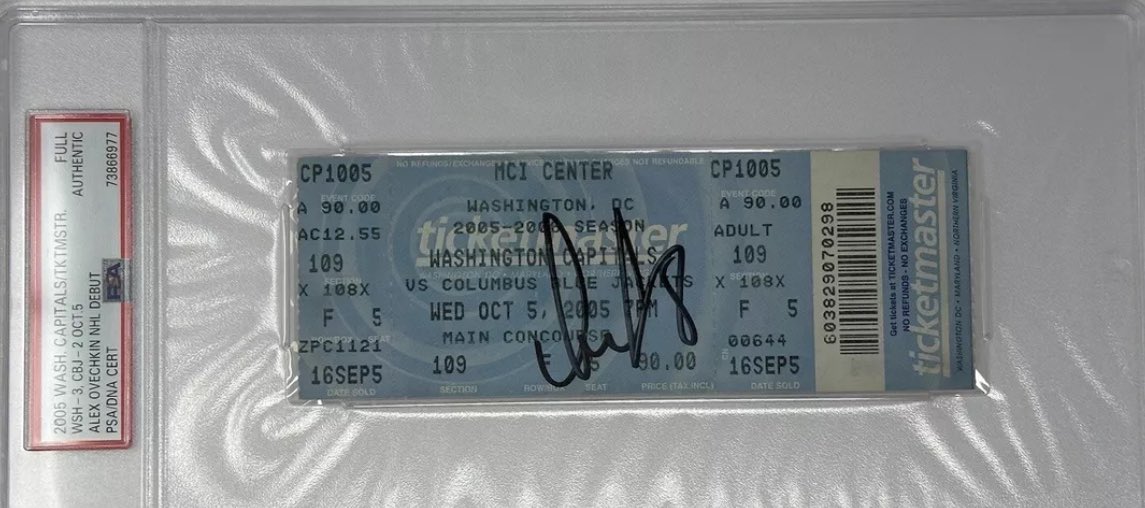 2005 WASH. CAPITALS/TKTMSTR.
WSH - 3, CBJ - 2 OCT.5
ALEX OVECHKIN NHL DEBUT
PSA/DNA CERT
FULL
AUTHENTIC
73866977
PSA
CP1005
EVENT CODE
A 90.00
AC12.55
109
X 108X
F 5
ZPC1121
16SEP5
DATE SOLD
MCI CENTER
WASHINGTON, DC
2005-2006 SEASON
ticketmaster
WASHINGTON CAPITALS
VS COLUMBUS BLUE JACKETS
WED OCT 5, 2005 7PM
MAIN CONCOURSE
109 F 5 90.00
SECTION ROW/BOX SEAT PRICE (TAX INCL)
8
CP1005
EVENT CODE
A 90.00
ADULT
109
X 108X
F 5
CN 00644
16SEP5
DATE SOLD
603829070298
Get tickets at TICKETMASTER.COM
NO REFUNDS - NO EXCHANGES
ticketmaster
WASHINGTON DC • MARYLAND • NORTHERN VIRGINIA